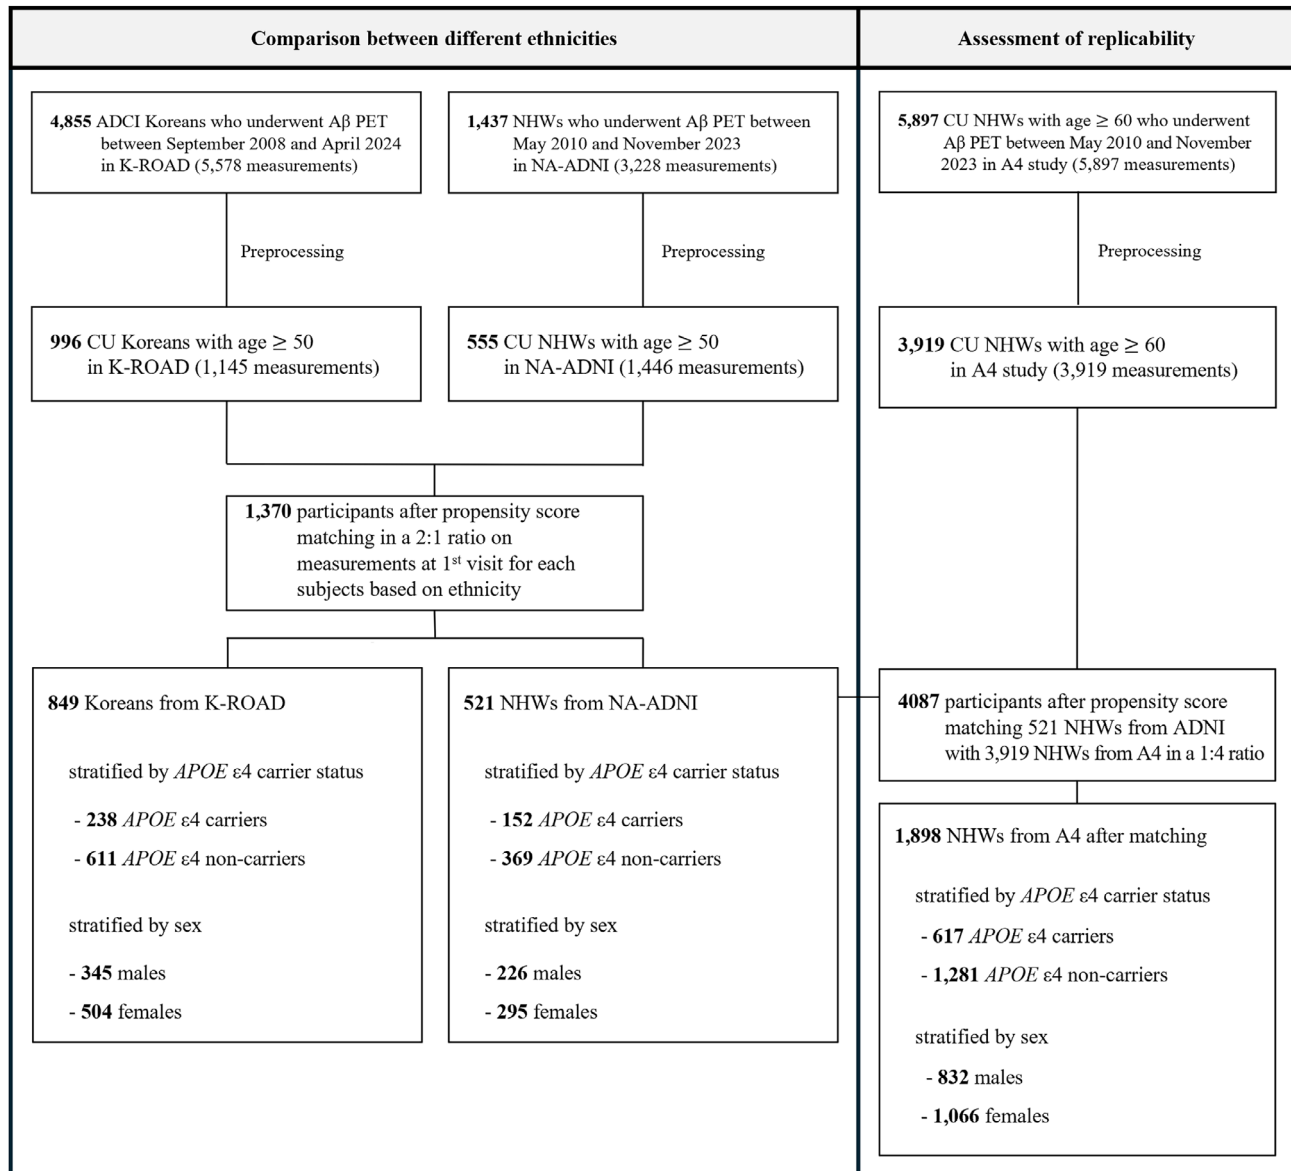 Comparison between different ethnicities
Assessment of replicability
4,855 ADCI Koreans who underwent Aβ PET
between September 2008 and April 2024
in K-ROAD (5,578 measurements)
1,437 NHWs who underwent Aβ PET between
May 2010 and November 2023
in NA-ADNI (3,228 measurements)
5,897 CU NHWs with age ≥ 60 who underwent
Aβ PET between May 2010 and November
2023 in A4 study (5,897 measurements)
Preprocessing
Preprocessing
Preprocessing
996 CU Koreans with age ≥ 50
in K-ROAD (1,145 measurements)
555 CU NHWs with age ≥ 50
in NA-ADNI (1,446 measurements)
3,919 CU NHWs with age ≥ 60
in A4 study (3,919 measurements)
1,370 participants after propensity score
matching in a 2:1 ratio on
measurements at 1st visit for each
subjects based on ethnicity
849 Koreans from K-ROAD
stratified by APOE ε4 carrier status
- 238 APOE ε4 carriers
- 611 APOE ε4 non-carriers
stratified by sex
- 345 males
- 504 females
521 NHWs from NA-ADNI
stratified by APOE ε4 carrier status
- 152 APOE ε4 carriers
- 369 APOE ε4 non-carriers
stratified by sex
- 226 males
- 295 females
4087 participants after propensity score
matching 521 NHWs from ADNI
with 3,919 NHWs from A4 in a 1:4 ratio
1,898 NHWs from A4 after matching
stratified by APOE ε4 carrier status
- 617 APOE ε4 carriers
- 1,281 APOE ε4 non-carriers
stratified by sex
- 832 males
- 1,066 females